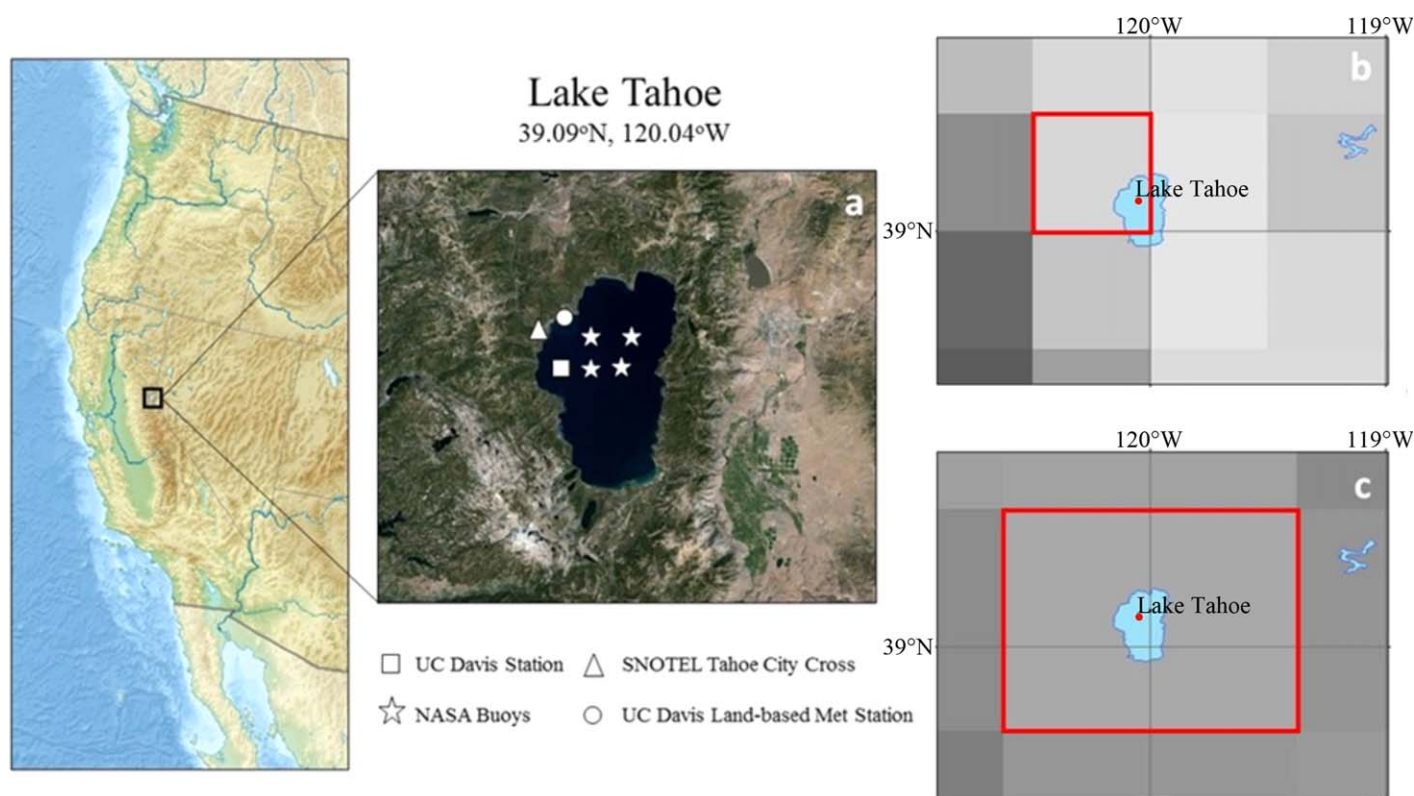 Lake Tahoe
39.09°N, 120.04°W
a
UC Davis Station
SNOTEL Tahoe City Cross
NASA Buoys
UC Davis Land-based Met Station
120°W
119°W
b
Lake Tahoe
39°N
120°W
119°W
c
Lake Tahoe
39°N